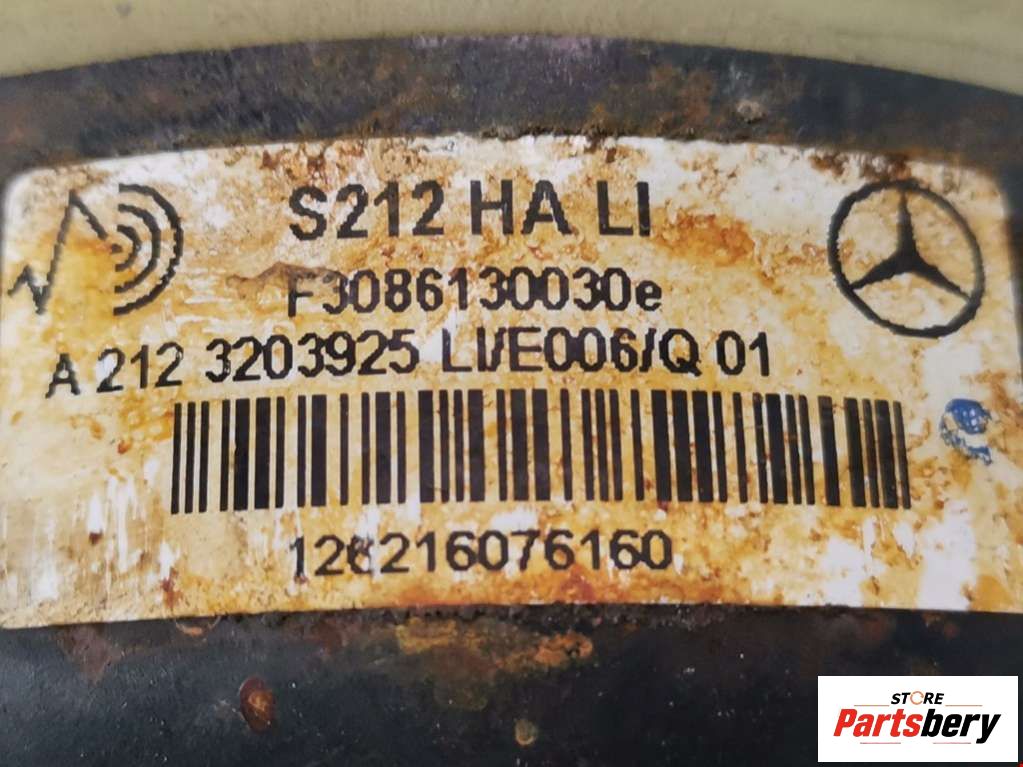 S212 HA LI
F3086130030e
A 212 3203925 LI/E006/Q 01
126216076160
STORE
Partsbery